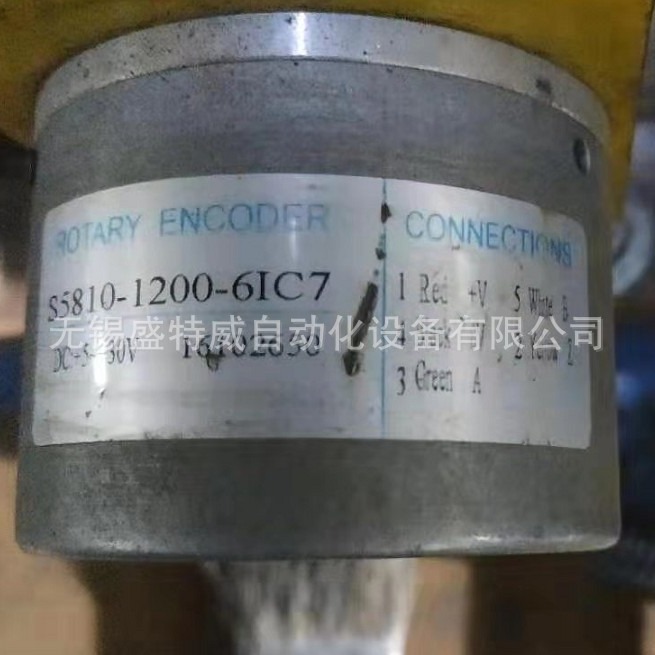 ROTARY ENCODER
S5810-1200-6IC7
DC+5-30V
CONNECTIONS
1 Red +V 5 White B
3 Green A
无锡盛特威自动化设备有限公司